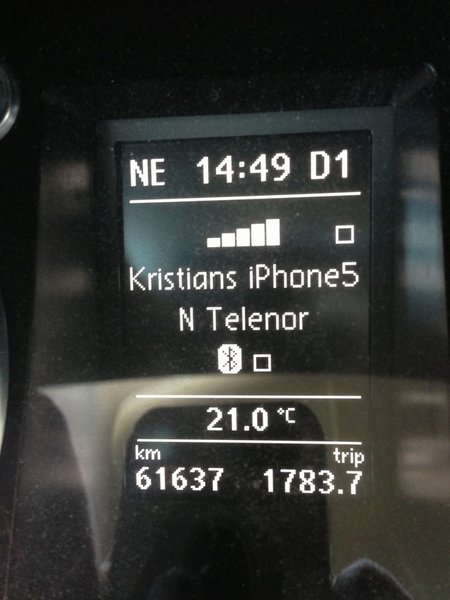 NE 14:49 D1
Kristians iPhone5
N Telenor
21.0 °C
km trip
61637 1783.7